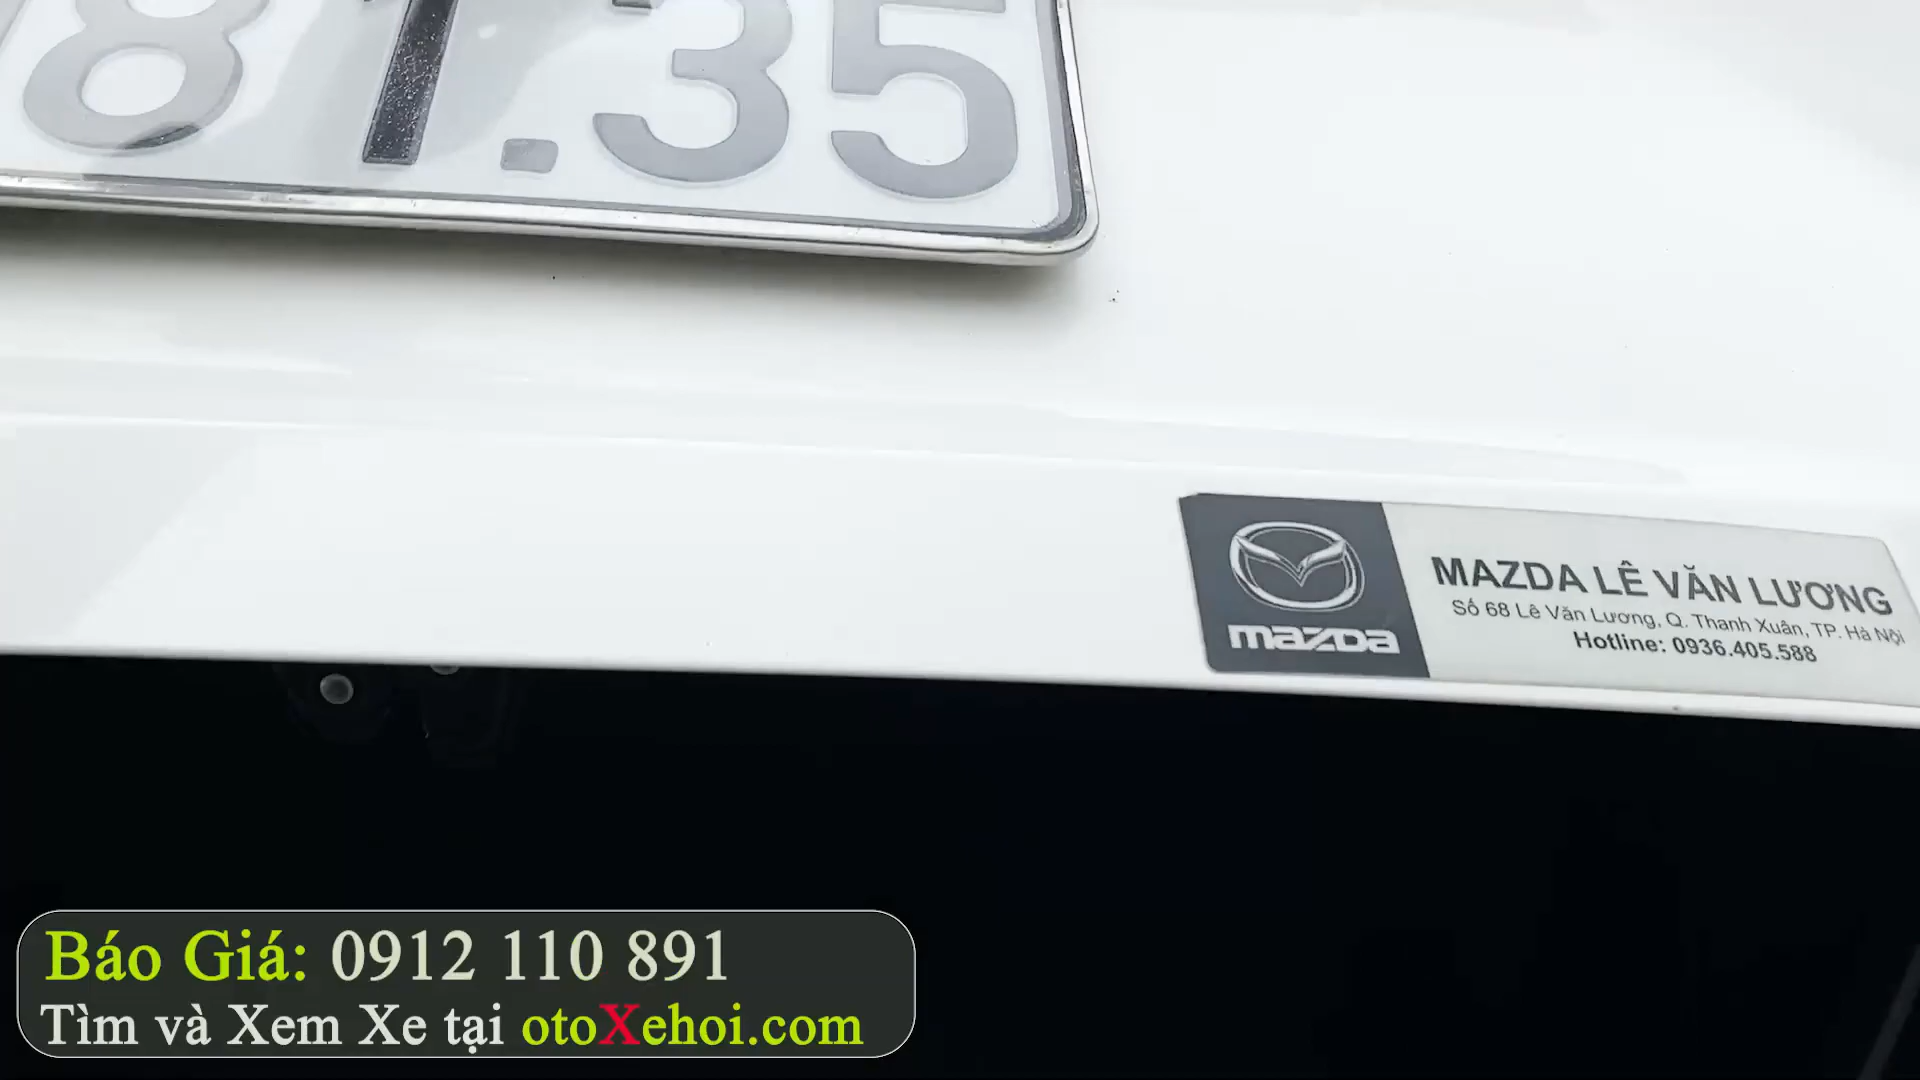 81.35
mazda
MAZDA LÊ VĂN LƯƠNG
Số 68 Lê Văn Lương, Q. Thanh Xuân, TP. Hà Nội
Hotline: 0936.405.588
Báo Giá: 0912 110 891
Tìm và Xem Xe tại otoXehoi.com